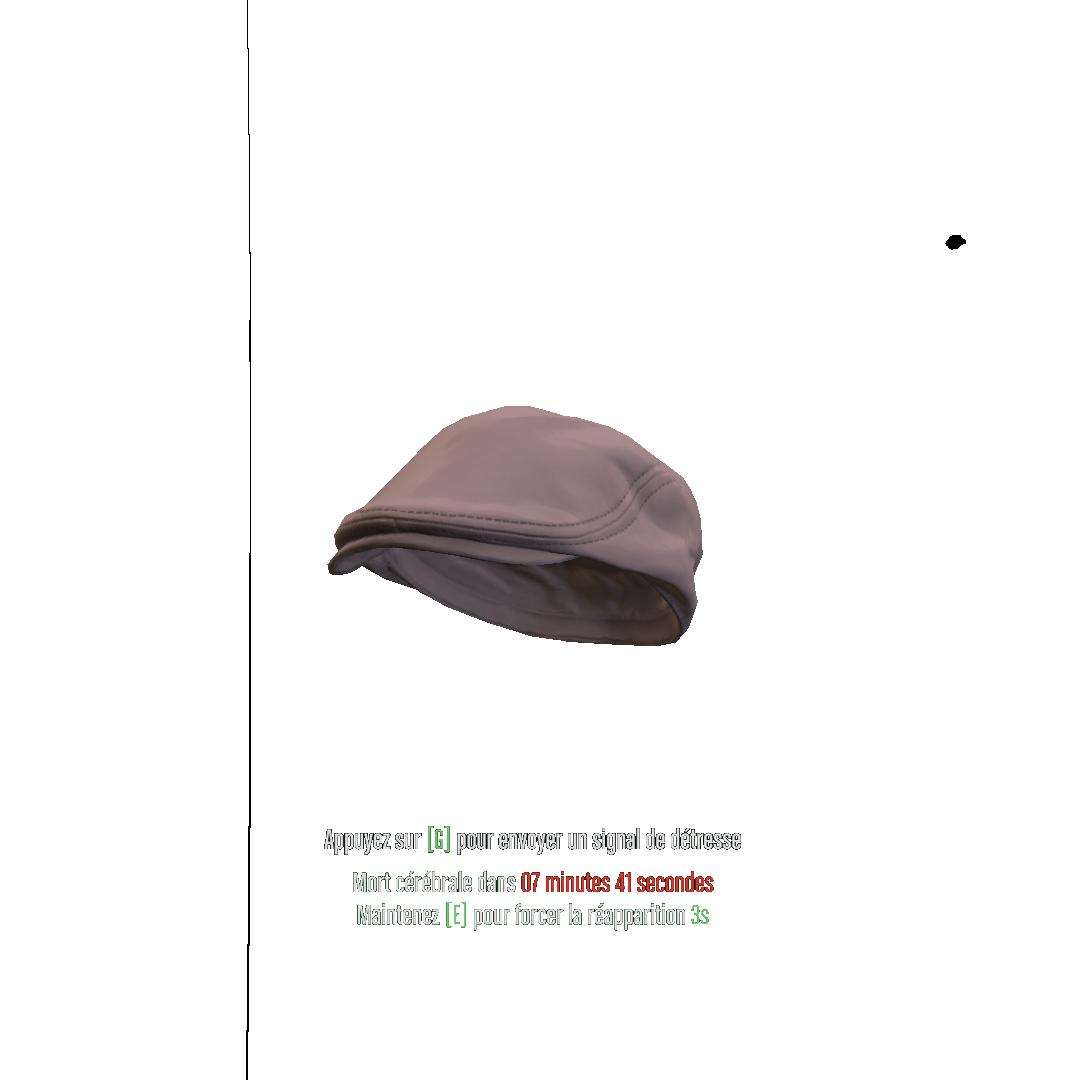 Appuyez sur [G] pour envoyer un signal de détresse
Mort cérébrale dans 07 minutes 41 secondes
Maintenez [E] pour forcer la réapparition 3s